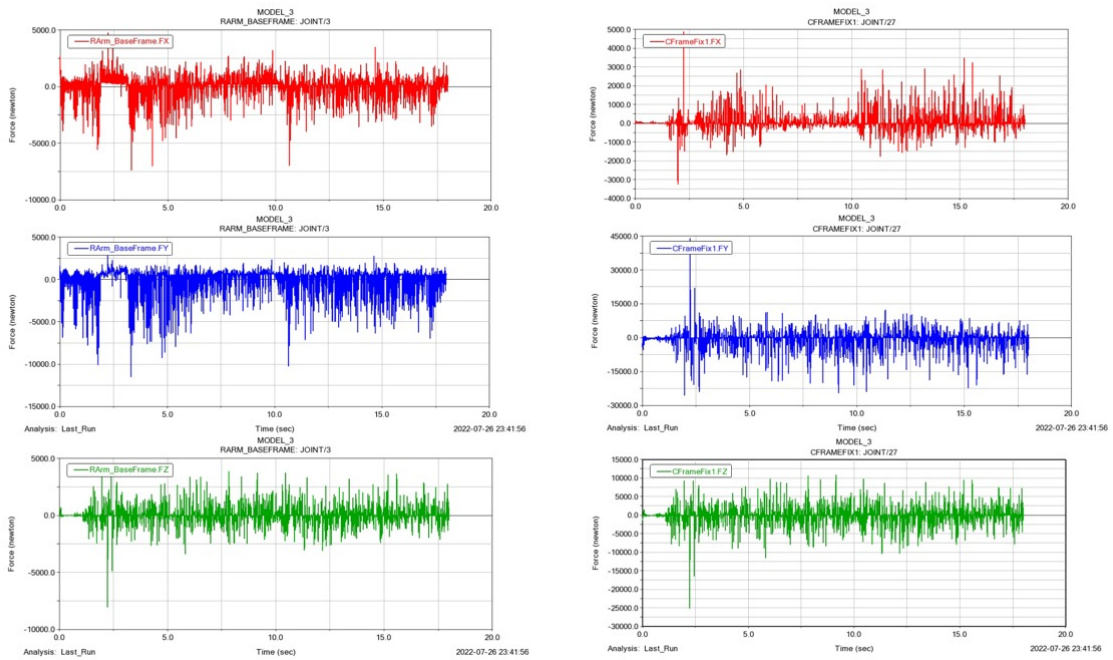 MODEL_3
RARM_BASEFRAME: JOINT/3
5000.0
RArm_BaseFrame.FX
0.0
Force (newton)
-5000.0
-10000.0
0.0 5.0 10.0 15.0 20.0
MODEL_3
CFRAMEFIX1: JOINT/27
5000.0
CFrameFix1.FX
4000.0
3000.0
2000.0
1000.0
Force (newton)
0.0
-1000.0
-2000.0
-3000.0
-4000.0
0.0 5.0 10.0 15.0 20.0
MODEL_3
RARM_BASEFRAME: JOINT/3
5000.0
RArm_BaseFrame.FY
0.0
Force (newton)
-5000.0
-10000.0
-15000.0
0.0 5.0 10.0 15.0 20.0
Analysis: Last_Run Time (sec) 2022-07-26 23:41:56
MODEL_3
CFRAMEFIX1: JOINT/27
45000.0
CFrameFix1.FY
30000.0
15000.0
Force (newton)
0.0
-15000.0
-30000.0
0.0 5.0 10.0 15.0 20.0
Analysis: Last_Run Time (sec) 2022-07-26 23:41:56
MODEL_3
RARM_BASEFRAME: JOINT/3
5000.0
RArm_BaseFrame.FZ
0.0
Force (newton)
-5000.0
-10000.0
0.0 5.0 10.0 15.0 20.0
Analysis: Last_Run Time (sec) 2022-07-26 23:41:56
MODEL_3
CFRAMEFIX1: JOINT/27
15000.0
CFrameFix1.FZ
10000.0
5000.0
0.0
Force (newton)
-5000.0
-10000.0
-15000.0
-20000.0
-25000.0
-30000.0
0.0 5.0 10.0 15.0 20.0
Analysis: Last_Run Time (sec) 2022-07-26 23:41:56